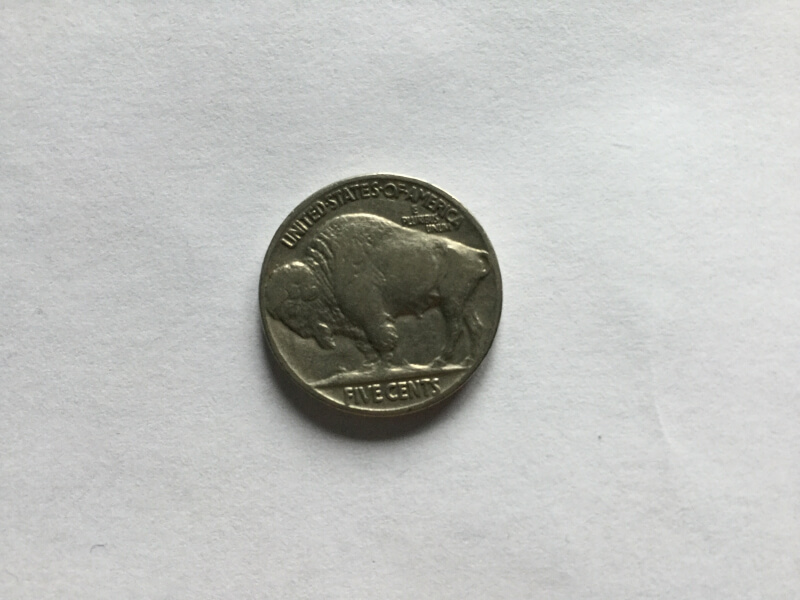 UNITED·STATES·OF·AMERICA
E
PLURIBUS
UNUM
FIVE CENTS